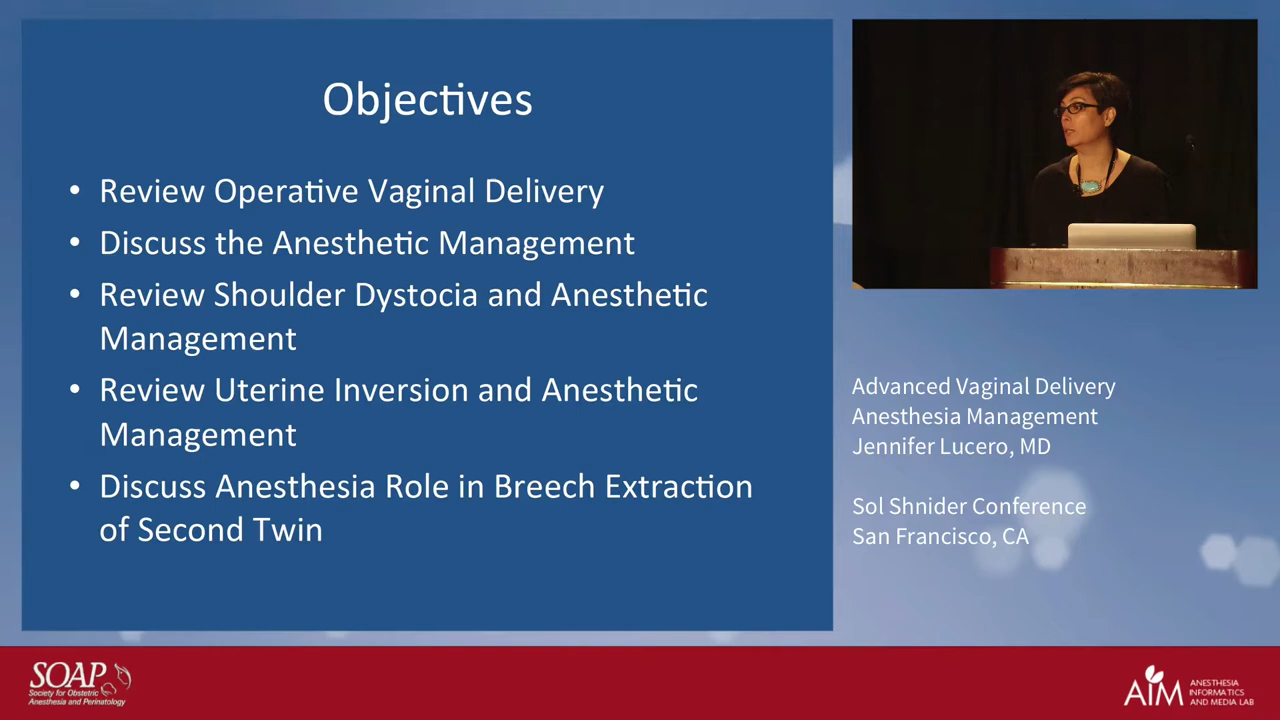 Objectives
• Review Operative Vaginal Delivery
• Discuss the Anesthetic Management
• Review Shoulder Dystocia and Anesthetic
Management
• Review Uterine Inversion and Anesthetic
Management
• Discuss Anesthesia Role in Breech Extraction
of Second Twin
Advanced Vaginal Delivery
Anesthesia Management
Jennifer Lucero, MD
Sol Shnider Conference
San Francisco, CA
SOAP
Society for Obstetric
Anesthesia and Perinatology
AIM
ANESTHESIA
INFORMATICS
AND MEDIA LAB